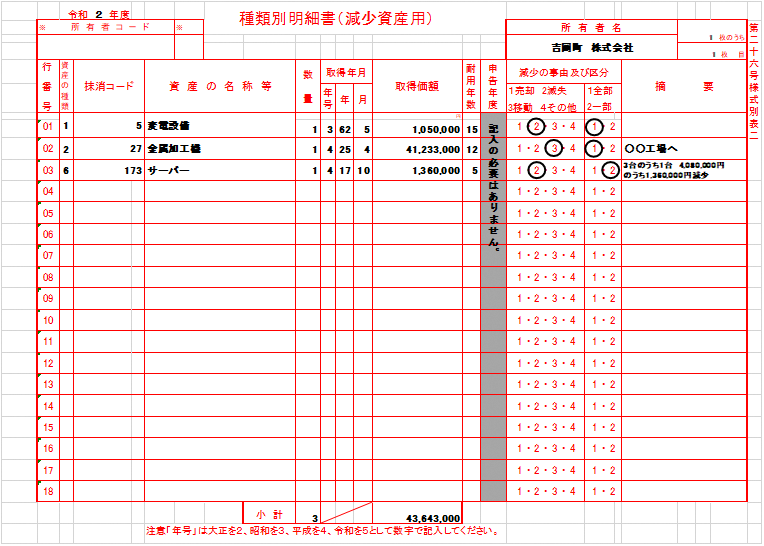 令和 2 年度
種類別明細書(減少資産用)
※ 所有者コード ※
所有者名
吉岡町 株式会社
1 枚のうち
1 枚目
第二十六号様式別表二
行番号 資産の種類 抹消コード 資産の名称等 数量 取得年月 年号 年 月 取得価額 耐用年数 申告年度 減少の事由及び区分 1売却 2滅失 3移動 4その他 1全部 2一部 摘要
記入の必要はありません。
01 1 5 変電設備 1 3 62 5 1,050,000 15 1・2・3・4 1・2
02 2 27 金属加工機 1 4 25 4 41,233,000 12 1・2・3・4 1・2 〇〇工場へ
03 6 173 サーバー 1 4 17 10 1,360,000 5 1・2・3・4 1・2 3台のうち1台 4,080,000円
のうち1,360,000円減少
04 1・2・3・4 1・2
05 1・2・3・4 1・2
06 1・2・3・4 1・2
07 1・2・3・4 1・2
08 1・2・3・4 1・2
09 1・2・3・4 1・2
10 1・2・3・4 1・2
11 1・2・3・4 1・2
12 1・2・3・4 1・2
13 1・2・3・4 1・2
14 1・2・3・4 1・2
15 1・2・3・4 1・2
16 1・2・3・4 1・2
17 1・2・3・4 1・2
18 1・2・3・4 1・2
小計 3 43,643,000
注意「年号」は大正を2、昭和を3、平成を4、令和を5として数字で記入してください。